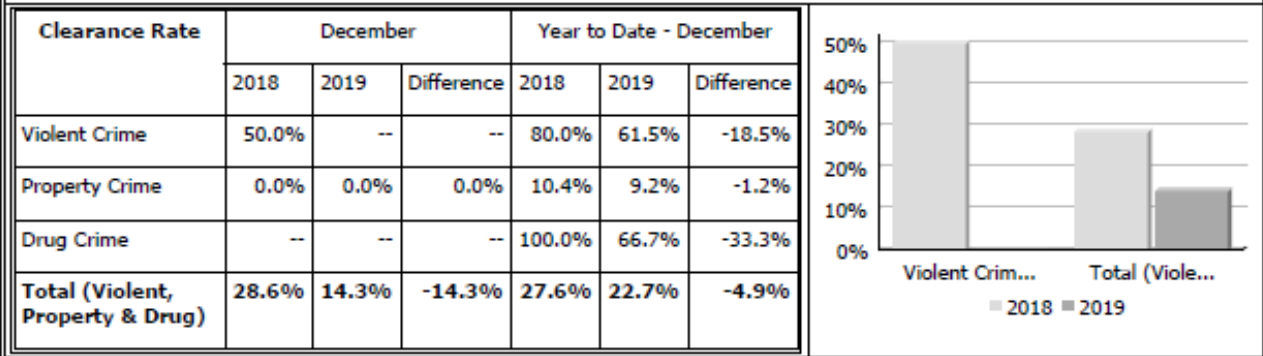 Clearance Rate December Year to Date - December
2018 2019 Difference 2018 2019 Difference
Violent Crime 50.0% -- -- 80.0% 61.5% -18.5%
Property Crime 0.0% 0.0% 0.0% 10.4% 9.2% -1.2%
Drug Crime -- -- -- 100.0% 66.7% -33.3%
Total (Violent,
Property & Drug) 28.6% 14.3% -14.3% 27.6% 22.7% -4.9%
50%
40%
30%
20%
10%
0%
Violent Crim... Total (Viole...
2018 2019